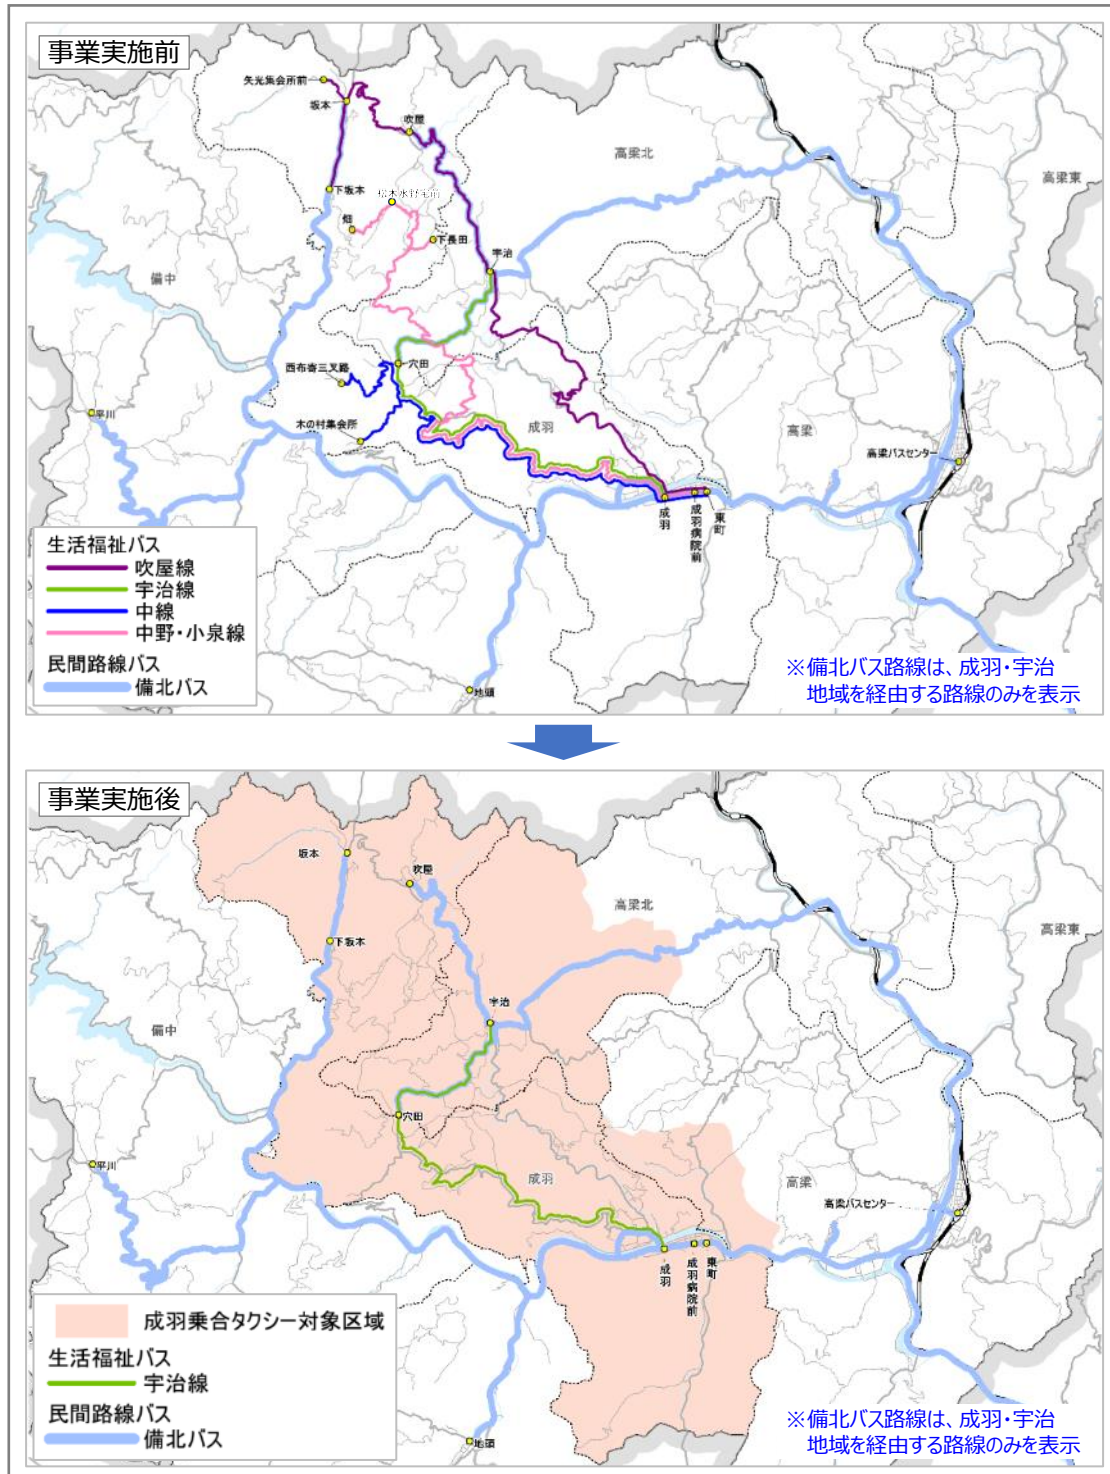 事業実施前
矢光集会所前
坂本
吹屋
高梁北
高梁東
下坂本
畑
下長田
宇治
備中
穴田
西布寄三叉路
平川
木の村集会所
成羽
高梁
高梁バスセンター
成羽
成羽病院前
東町
生活福祉バス
吹屋線
宇治線
中線
中野・小泉線
民間路線バス
備北バス
地頭
※備北バス路線は、成羽・宇治
地域を経由する路線のみを表示
事業実施後
坂本
吹屋
高梁北
高梁東
下坂本
宇治
備中
穴田
平川
成羽
高梁
高梁バスセンター
成羽
成羽病院前
東町
成羽乗合タクシー対象区域
生活福祉バス
宇治線
民間路線バス
備北バス
地頭
※備北バス路線は、成羽・宇治
地域を経由する路線のみを表示